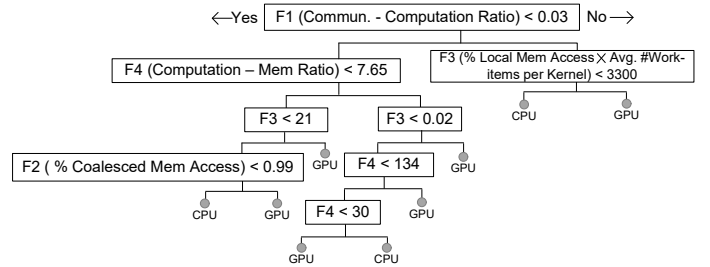 Yes F1 (Commun. - Computation Ratio) < 0.03 No
F4 (Computation – Mem Ratio) < 7.65
F3 (% Local Mem Access X Avg. #Work-
items per Kernel) < 3300
CPU GPU
F3 < 21 F3 < 0.02
F2 ( % Coalesced Mem Access) < 0.99 GPU F4 < 134 GPU
CPU GPU F4 < 30 GPU
GPU CPU